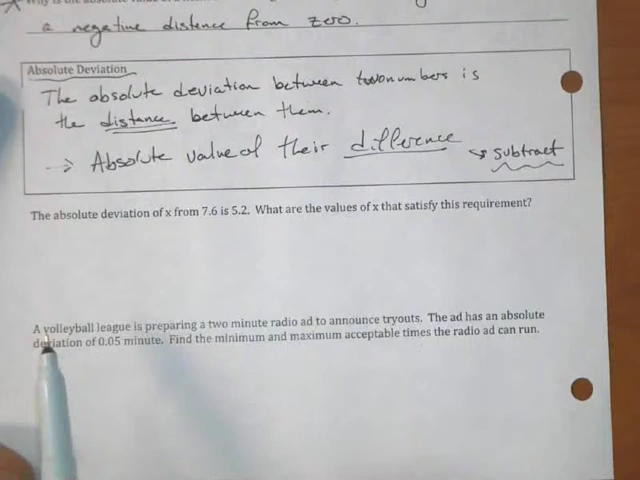 a negative distance from zero.
Absolute Deviation
The absolute deviation between two numbers is
the distance between them.
→ Absolute value of their difference → subtract
The absolute deviation of x from 7.6 is 5.2. What are the values of x that satisfy this requirement?
A volleyball league is preparing a two minute radio ad to announce tryouts. The ad has an absolute
deviation of 0.05 minute. Find the minimum and maximum acceptable times the radio ad can run.